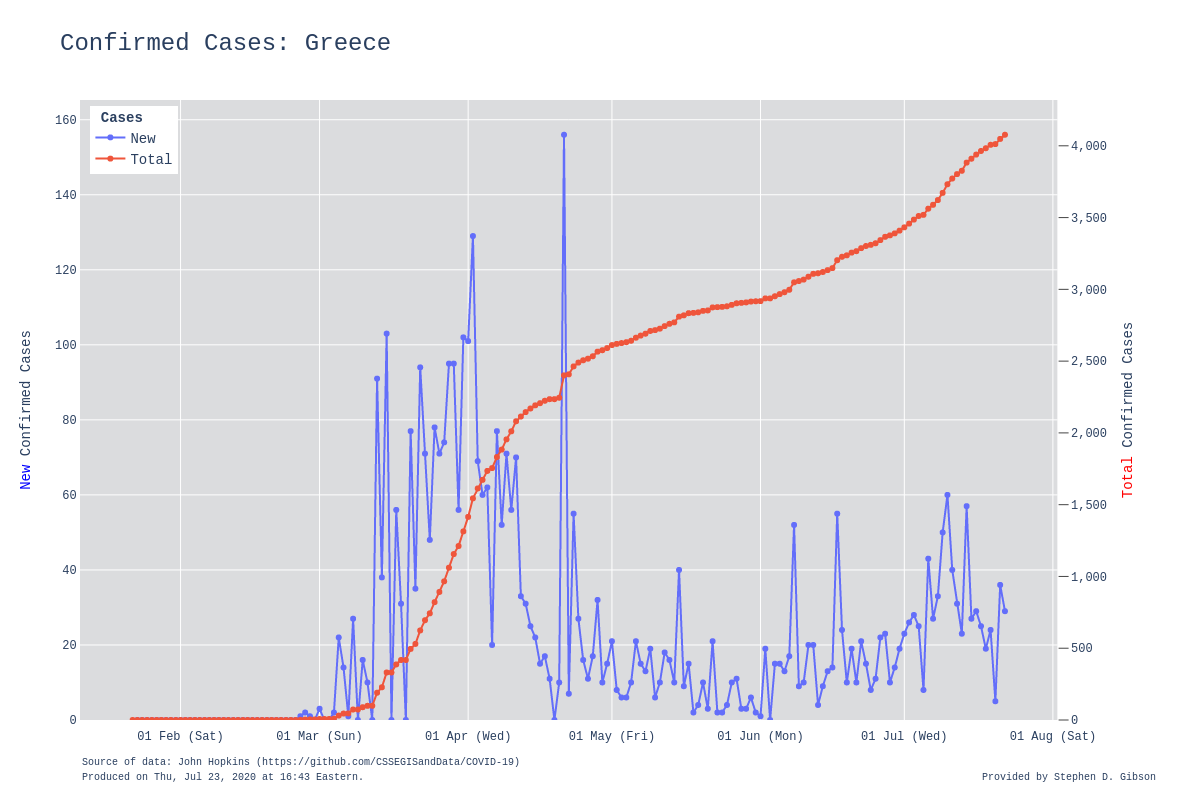 Confirmed Cases: Greece
Cases
New
Total
160
140
120
100
80
60
40
20
0
4,000
3,500
3,000
2,500
2,000
1,500
1,000
500
0
New Confirmed Cases
Total Confirmed Cases
01 Feb (Sat) 01 Mar (Sun) 01 Apr (Wed) 01 May (Fri) 01 Jun (Mon) 01 Jul (Wed) 01 Aug (Sat)
Source of data: John Hopkins (https://github.com/CSSEGISandData/COVID-19)
Produced on Thu, Jul 23, 2020 at 16:43 Eastern.
Provided by Stephen D. Gibson